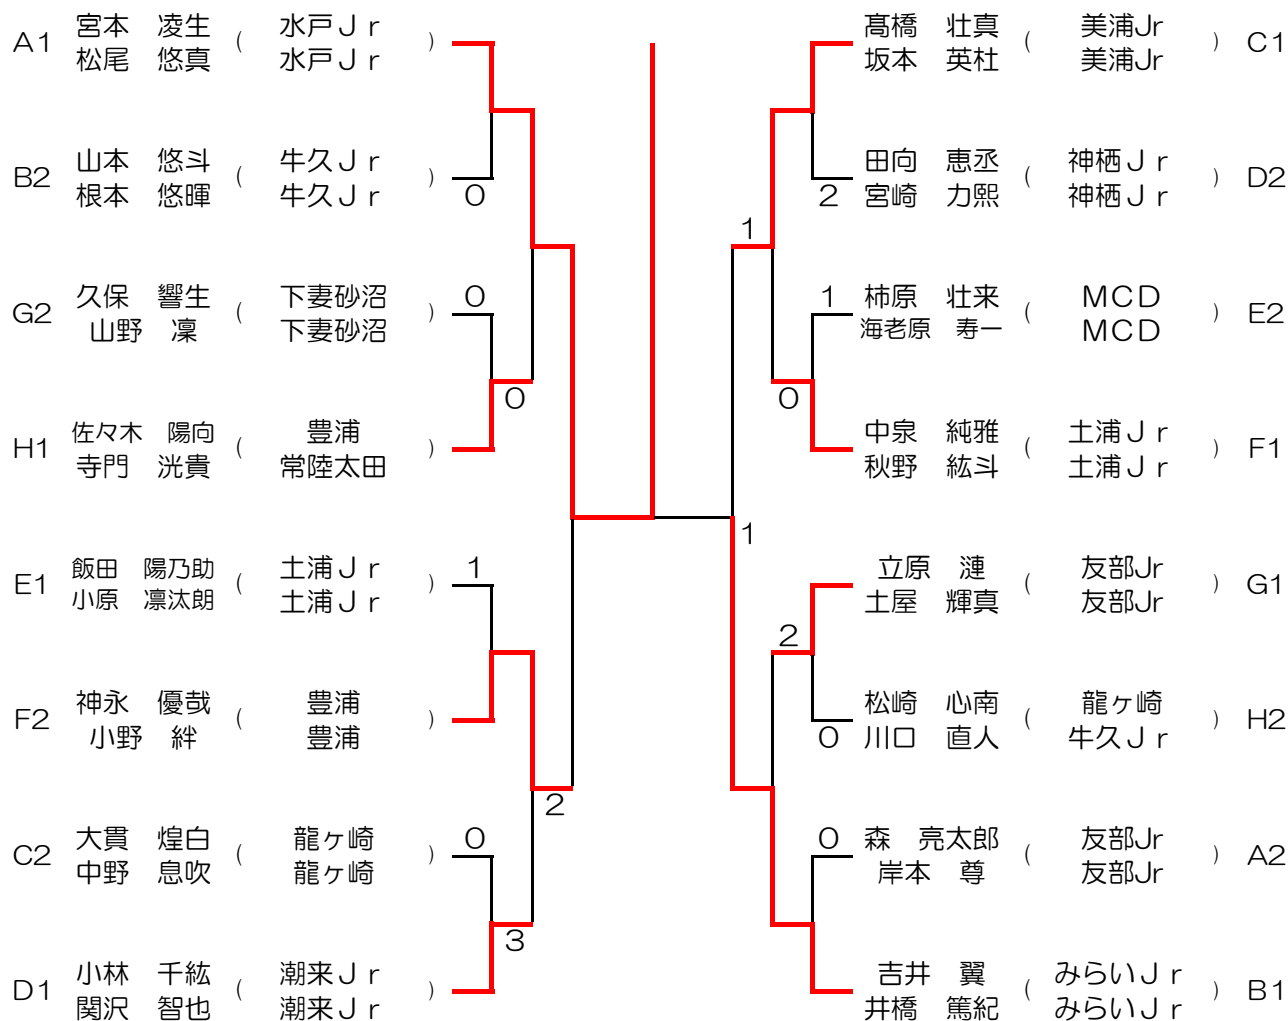 A1 宮本　凌生 ( 水戸Ｊｒ )
松尾　悠真 水戸Ｊｒ
B2 山本　悠斗 ( 牛久Ｊｒ ) 0
根本　悠暉 牛久Ｊｒ
G2 久保　響生 ( 下妻砂沼 ) 0
山野　凜 下妻砂沼
0
H1 佐々木　陽向 ( 豊浦 )
寺門　洸貴 常陸太田
E1 飯田　陽乃助 ( 土浦Ｊｒ ) 1
小原　凛汰朗 土浦Ｊｒ
F2 神永　優哉 ( 豊浦 )
小野　絆 豊浦
2
C2 大貫　煌白 ( 龍ヶ崎 ) 0
中野　息吹 龍ヶ崎
3
D1 小林　千紘 ( 潮来Ｊｒ )
関沢　智也 潮来Ｊｒ
髙橋　壮真 ( 美浦Jr ) C1
坂本　英杜 美浦Jr
2 田向　恵丞 ( 神栖Ｊｒ ) D2
宮崎　力熙 神栖Ｊｒ
1
1 柿原　壮来 ( ＭＣＤ ) E2
海老原　寿一 ＭＣＤ
0
中泉　純雅 ( 土浦Ｊｒ ) F1
秋野　紘斗 土浦Ｊｒ
1
立原　漣 ( 友部Jr ) G1
土屋　輝真 友部Jr
2
松崎　心南 ( 龍ヶ崎 ) H2
0 川口　直人 牛久Ｊｒ
0 森　亮太郎 ( 友部Jr ) A2
岸本　尊 友部Jr
吉井　翼 ( みらいＪｒ ) B1
井橋　篤紀 みらいＪｒ